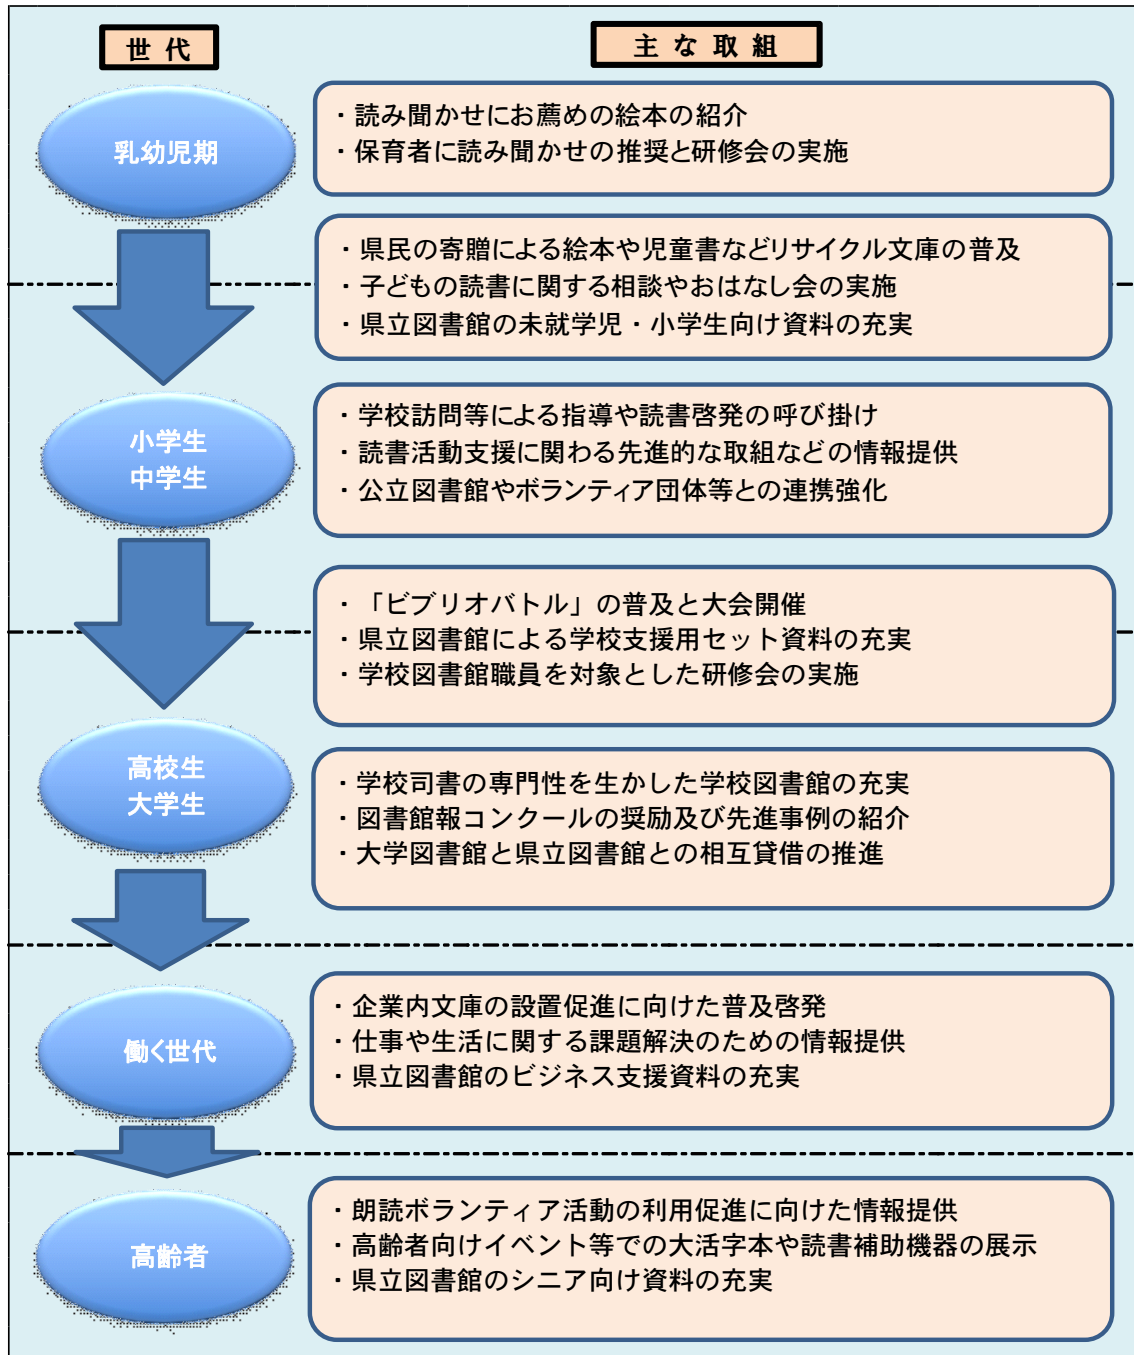 世 代
主 な 取 組
乳幼児期
・読み聞かせにお薦めの絵本の紹介
・保育者に読み聞かせの推奨と研修会の実施
・県民の寄贈による絵本や児童書などリサイクル文庫の普及
・子どもの読書に関する相談やおはなし会の実施
・県立図書館の未就学児・小学生向け資料の充実
小学生
中学生
・学校訪問等による指導や読書啓発の呼び掛け
・読書活動支援に関わる先進的な取組などの情報提供
・公立図書館やボランティア団体等との連携強化
・「ビブリオバトル」の普及と大会開催
・県立図書館による学校支援用セット資料の充実
・学校図書館職員を対象とした研修会の実施
高校生
大学生
・学校司書の専門性を生かした学校図書館の充実
・図書館報コンクールの奨励及び先進事例の紹介
・大学図書館と県立図書館との相互貸借の推進
働く世代
・企業内文庫の設置促進に向けた普及啓発
・仕事や生活に関する課題解決のための情報提供
・県立図書館のビジネス支援資料の充実
高齢者
・朗読ボランティア活動の利用促進に向けた情報提供
・高齢者向けイベント等での大活字本や読書補助機器の展示
・県立図書館のシニア向け資料の充実